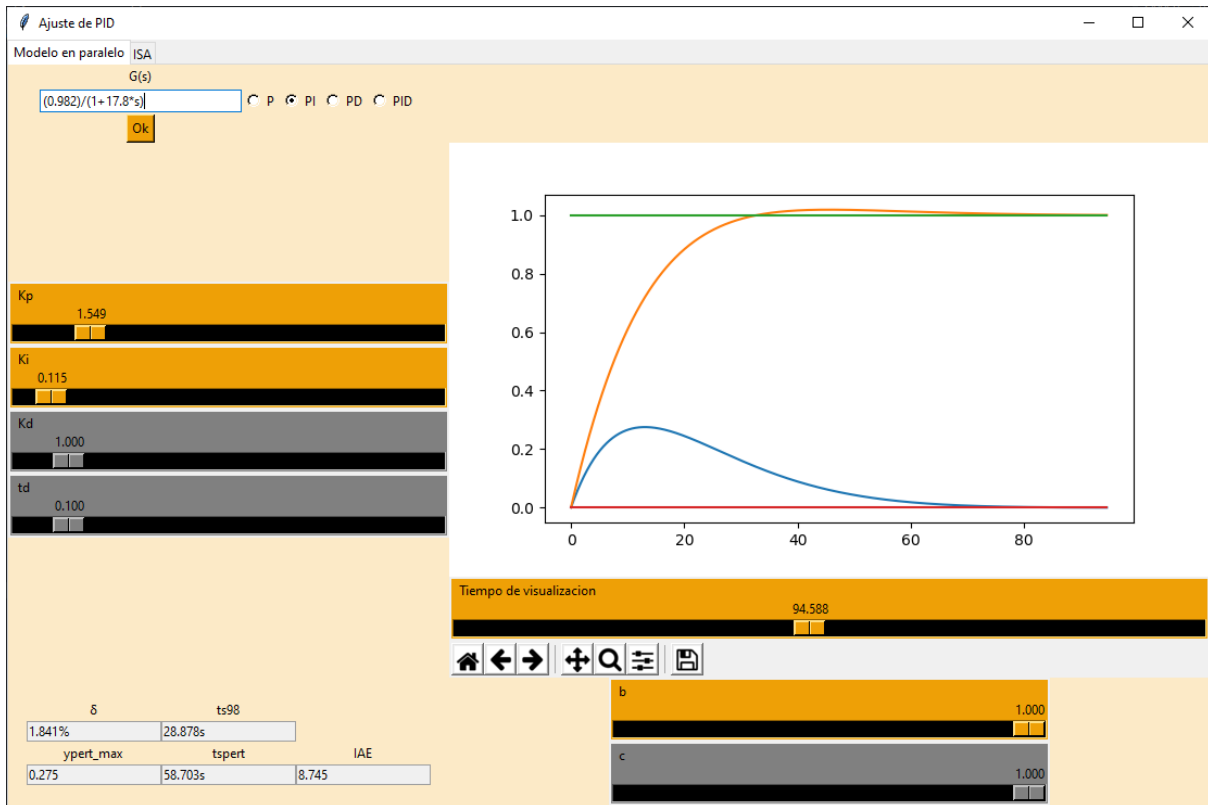 Ajuste de PID
Modelo en paralelo ISA
G(s)
(0.982)/(1+17.8*s) P PI PD PID
Ok
Kp
1.549
Ki
0.115
Kd
1.000
td
0.100
1.0
0.8
0.6
0.4
0.2
0.0
0 20 40 60 80
Tiempo de visualizacion
94.588
b
1.000
c
1.000
δ ts98
1.841% 28.878s
ypert_max tspert IAE
0.275 58.703s 8.745